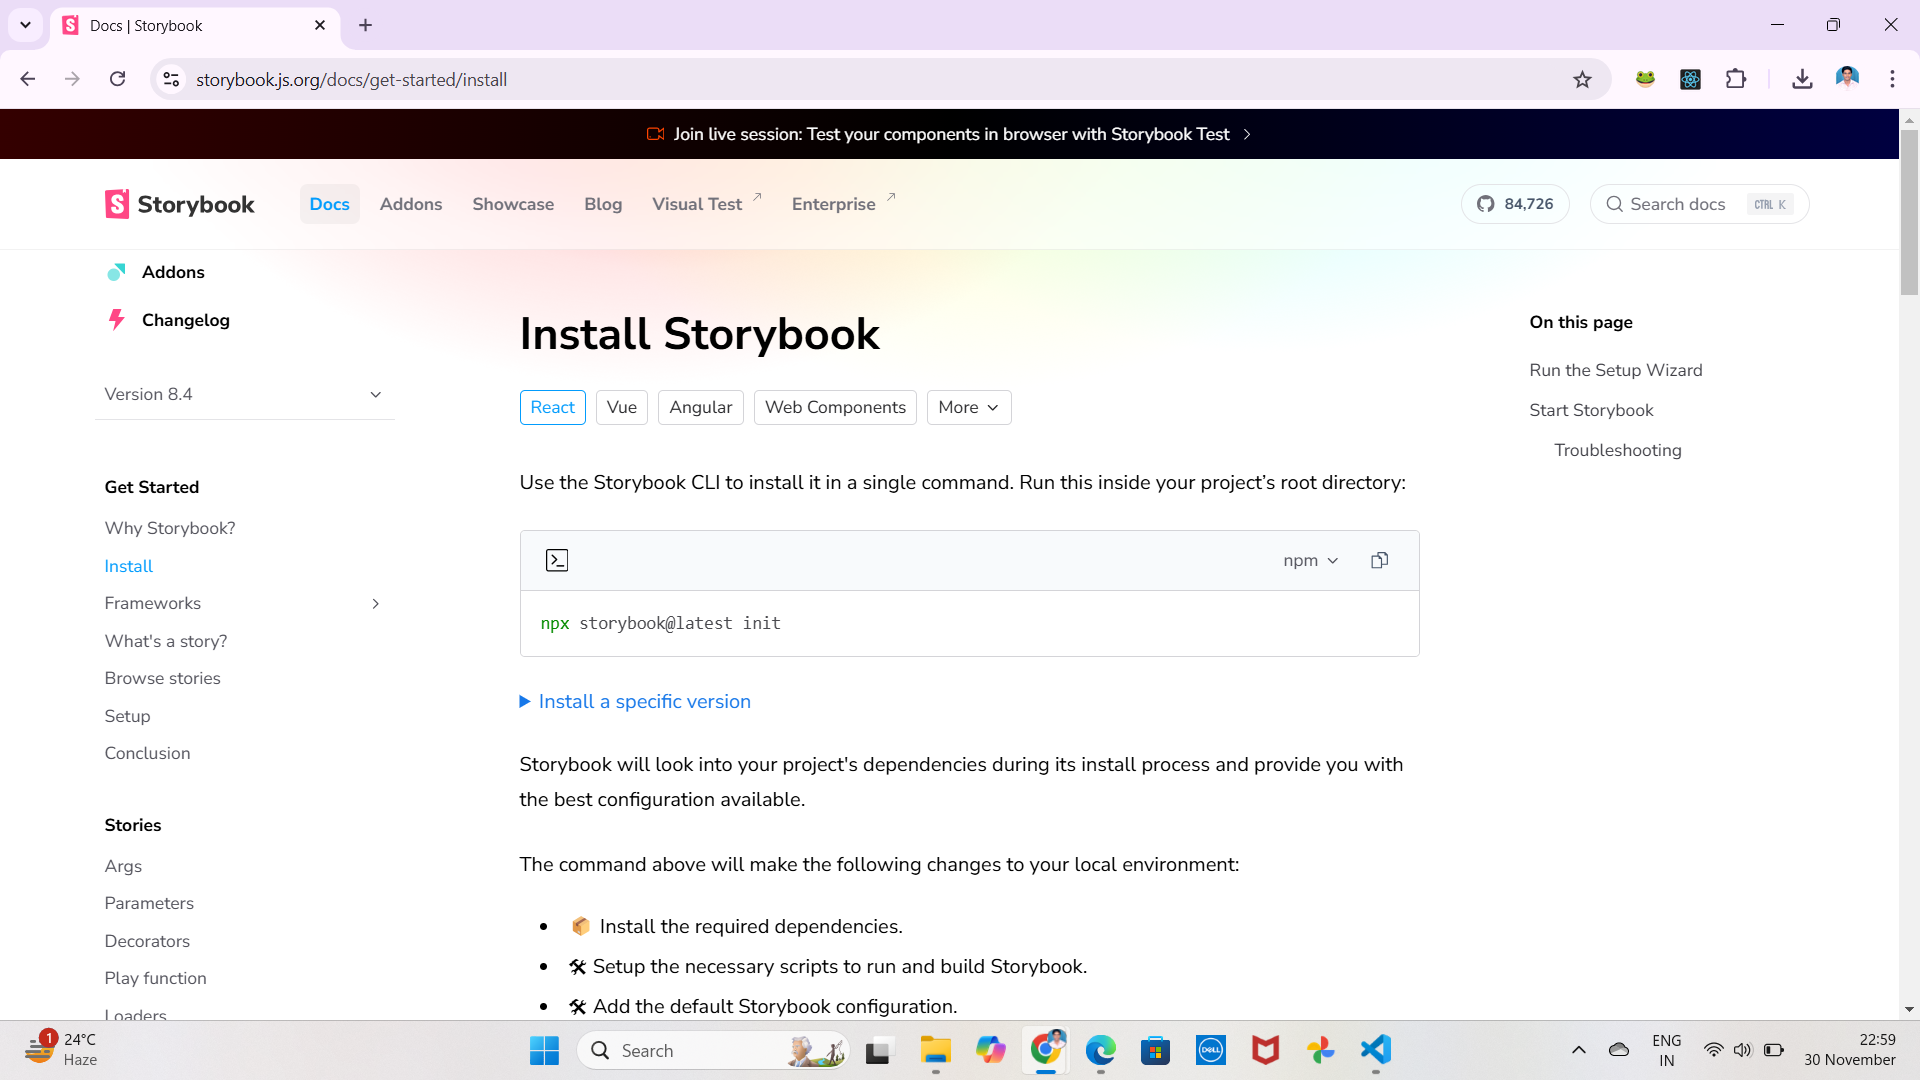 Docs | Storybook
storybook.js.org/docs/get-started/install
Join live session: Test your components in browser with Storybook Test
Storybook
Docs
Addons
Showcase
Blog
Visual Test
Enterprise
84,726
Search docs
CTRL K
Addons
Changelog
Version 8.4
Get Started
Why Storybook?
Install
Frameworks
What's a story?
Browse stories
Setup
Conclusion
Stories
Args
Parameters
Decorators
Play function
Loaders
Install Storybook
React
Vue
Angular
Web Components
More
Use the Storybook CLI to install it in a single command. Run this inside your project’s root directory:
npm
npx storybook@latest init
Install a specific version
Storybook will look into your project's dependencies during its install process and provide you with
the best configuration available.
The command above will make the following changes to your local environment:
• 📦 Install the required dependencies.
• 🛠 Setup the necessary scripts to run and build Storybook.
• 🛠 Add the default Storybook configuration.
On this page
Run the Setup Wizard
Start Storybook
Troubleshooting
1
24°C
Haze
Search
DELL
ENG
IN
22:59
30 November